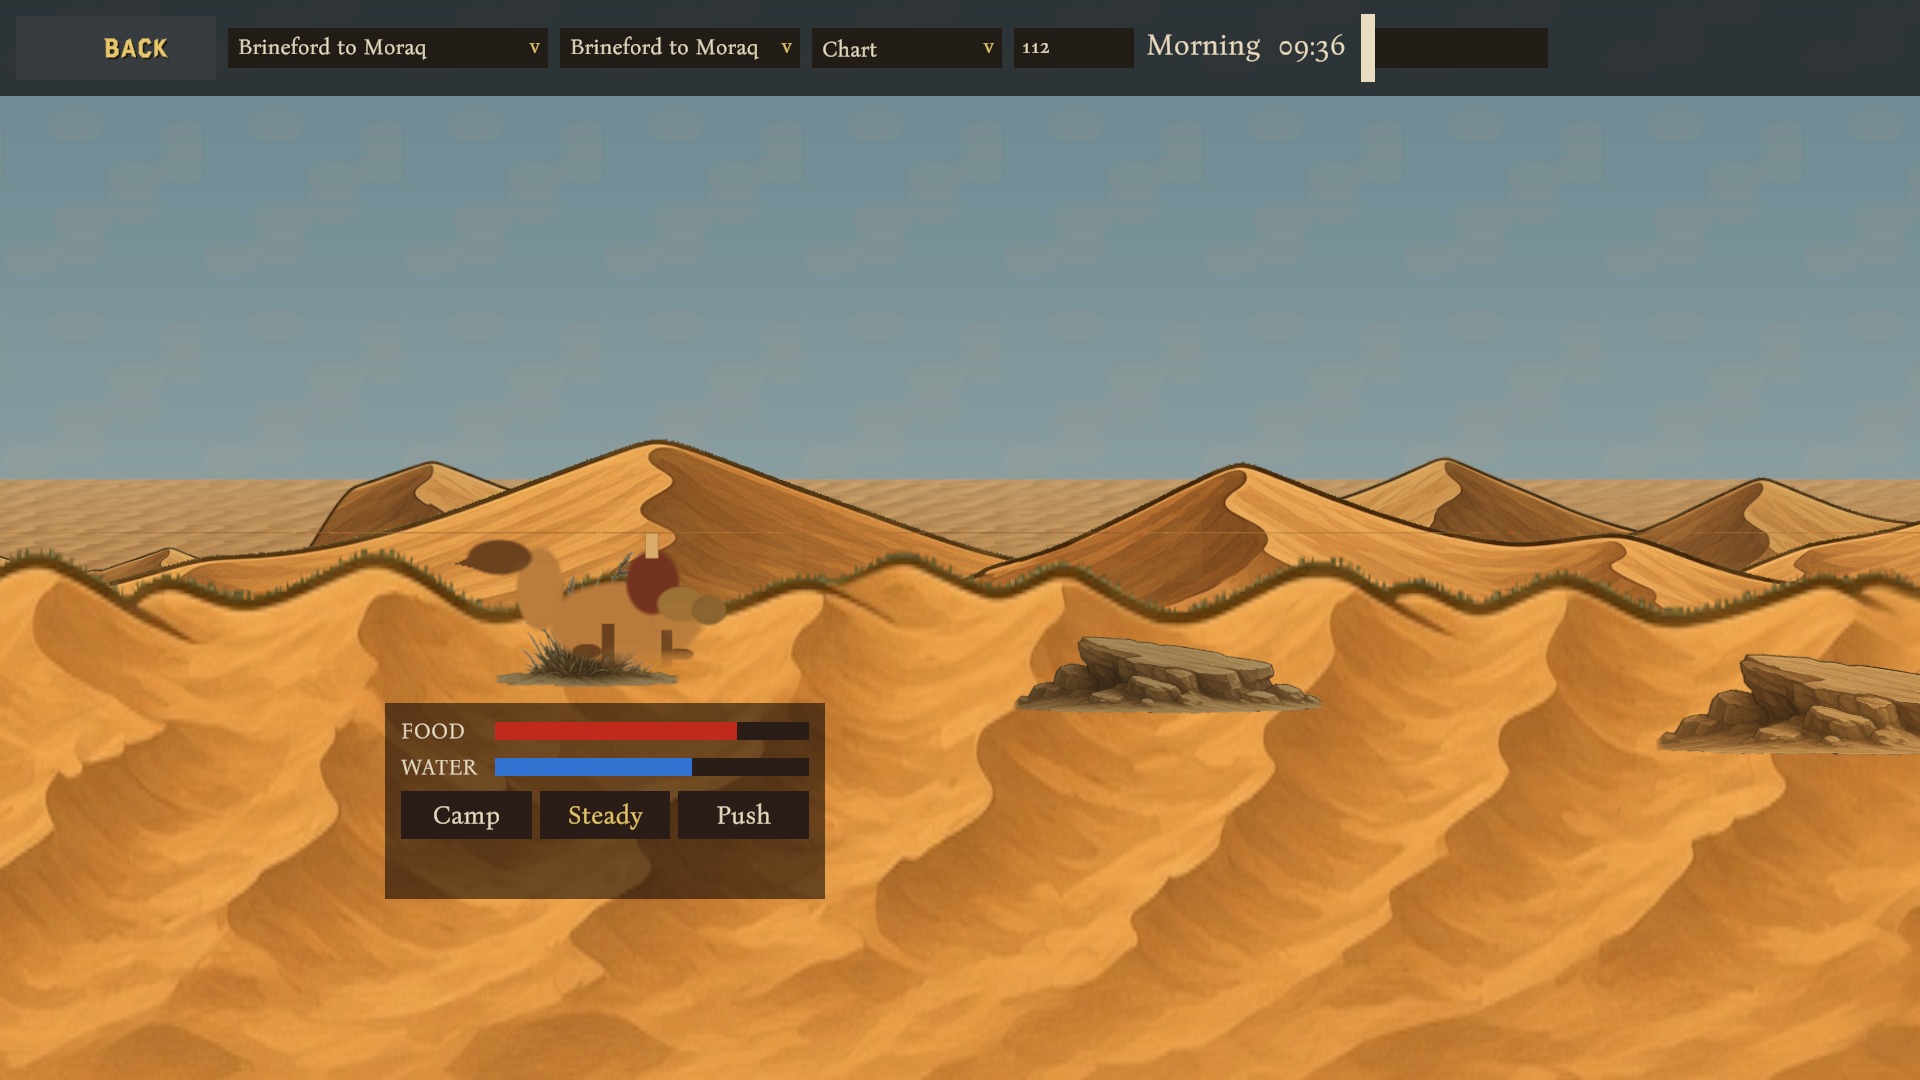 BACK
Brineford to Moraq v
Brineford to Moraq v
Chart v
112
Morning 09:36
FOOD
WATER
Camp
Steady
Push